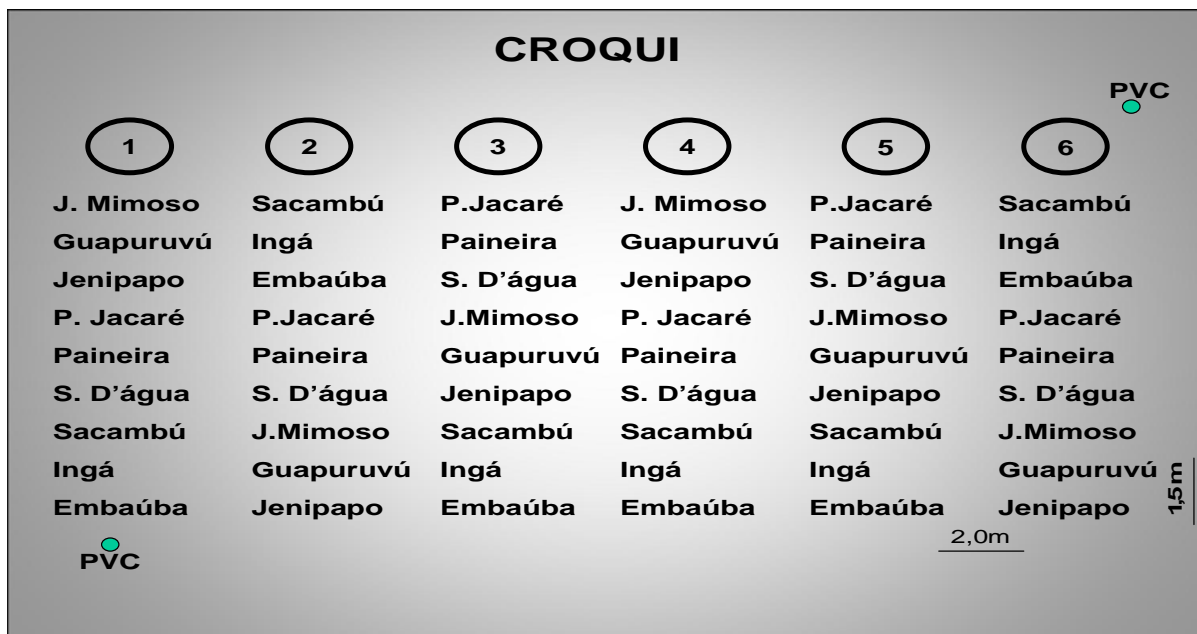 CROQUI
PVC
1 2 3 4 5 6
J. Mimoso Sacambú P.Jacaré J. Mimoso P.Jacaré Sacambú
Guapuruvú Ingá Paineira Guapuruvú Paineira Ingá
Jenipapo Embaúba S. D'água Jenipapo S. D'água Embaúba
P. Jacaré P.Jacaré J.Mimoso P. Jacaré J.Mimoso P.Jacaré
Paineira Paineira Guapuruvú Paineira Guapuruvú Paineira
S. D'água S. D'água Jenipapo S. D'água Jenipapo S. D'água
Sacambú J.Mimoso Sacambú Sacambú Sacambú J.Mimoso
Ingá Guapuruvú Ingá Ingá Ingá Guapuruvú
Embaúba Jenipapo Embaúba Embaúba Embaúba Jenipapo
1,5m
2,0m
PVC